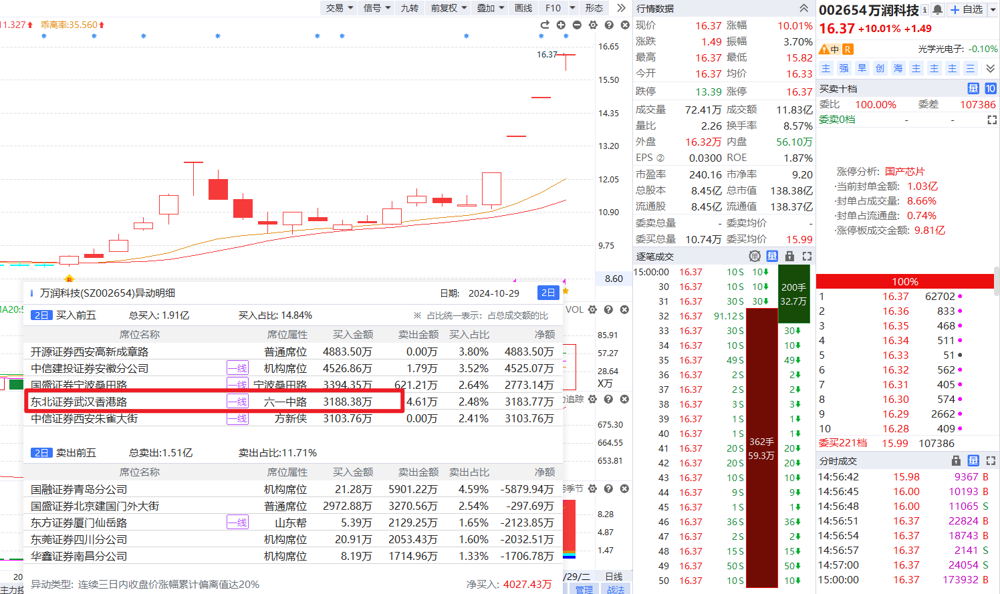 交易 信号 九转 前复权 叠加 画线 F10 形态
11.327 乖离率:35.560
16.65
16.37
15.50
14.35
13.20
12.05
10.90
9.75
8.60
VOL
85.91
57.27
28.64
X万
675.30
664.55
653.81
8.28
4.87
1.47
20
/29/二 日线
管理 战法
万润科技(SZ002654)异动明细 日期: 2024-10-29 2日
2日 买入前五 总买入: 1.91亿 买入占比: 14.84% ※ 占比统一表示: 占总成交额的比
席位名称 席位属性 买入金额 卖出金额 买入占比 净额
开源证券西安高新成章路 普通席位 4883.50万 0.00万 3.80% 4883.50万
中信建投证券安徽分公司 一线 机构席位 4526.86万 1.79万 3.52% 4525.07万
国盛证券宁波桑田路 一线 宁波桑田路 3394.35万 621.21万 2.64% 2773.14万
东北证券武汉香港路 一线 六一中路 3188.38万 4.61万 2.48% 3183.77万
中信证券西安朱雀大街 一线 方新侠 3103.76万 0.00万 2.41% 3103.76万
2日 卖出前五 总卖出:1.51亿 卖出占比:11.71%
席位名称 席位属性 买入金额 卖出金额 卖出占比 净额
国融证券青岛分公司 机构席位 21.28万 5901.22万 4.59% -5879.94万
国盛证券北京建国门外大街 普通席位 2972.88万 3270.56万 2.54% -297.69万
东方证券厦门仙岳路 一线 山东帮 5.39万 2129.25万 1.65% -2123.85万
东莞证券四川分公司 机构席位 20.91万 2053.43万 1.60% -2032.51万
华鑫证券南昌分公司 机构席位 8.19万 1714.96万 1.33% -1706.78万
异动类型: 连续三日内收盘价涨幅累计偏离值达20% 净买入: 4027.43万
行情数据
现价 16.37 涨幅 10.01%
涨跌 1.49 振幅 3.70%
最高 16.37 最低 15.82
今开 16.37 均价 16.33
跌停 13.39 涨停 16.37
成交量 72.41万 成交额 11.83亿
量比 2.26 换手率 8.57%
外盘 16.32万 内盘 56.10万
EPS ② 0.0300 ROE 1.87%
市盈率 240.16 市净率 9.20
总股本 8.45亿 总市值 138.38亿
流通股 8.45亿 流通值 138.37亿
委卖总量 - 委卖均价 -
委买总量 10.74万 委买均价 15.99
逐笔成交 单 量
15:00:00 16.37 10 S 10
30 16.37 10 S 10
31 16.37 30 S 30
32 16.37 91.12 S
33 16.37 30 S 30
34 16.37 10 S 10
35 16.37 49 S 49
36 16.37 2 S 2
37 16.37 2 S 2
38 16.37 3 S 3
39 16.37 1 S 1
40 16.37 1 S 1
41 16.37 20 S 20
42 16.37 20 S 20
43 16.37 10 S 10
44 16.37 9 S 9
45 16.37 1 S 1
46 16.37 36 S 36
47 16.37 2 S 2
48 16.37 15 S 15
49 16.37 50 S 50
50 16.37 10 S 10
200手
32.7万
362手
59.3万
002654 万润科技 自选
16.37 +10.01% +1.49
中 R 光学光电子: -0.10%
主 强 旱 创 海 主 主 主 三
买卖十档 量 10
委比 100.00% 委差 107386
委卖0档 - -
涨停分析: 国产芯片
·当前封单金额: 1.03亿
·封单占成交量: 8.66%
·封单占流通盘: 0.74%
·涨停板成交金额: 9.81亿
100%
1 16.37 62702
2 16.36 833
3 16.35 468
4 16.34 511
5 16.33 51
6 16.32 562
7 16.31 405
8 16.30 574
9 16.29 2662
10 16.28 409
委买221档 15.99 107386
分时成交 量
14:56:42 15.98 9367 B
14:56:45 16.00 10193 B
14:56:48 16.00 11065 S
14:56:51 16.37 22824 B
14:56:54 16.37 18743 B
14:56:57 16.37 2141 S
14:57:00 16.37 24054 S
15:00:00 16.37 173932 B